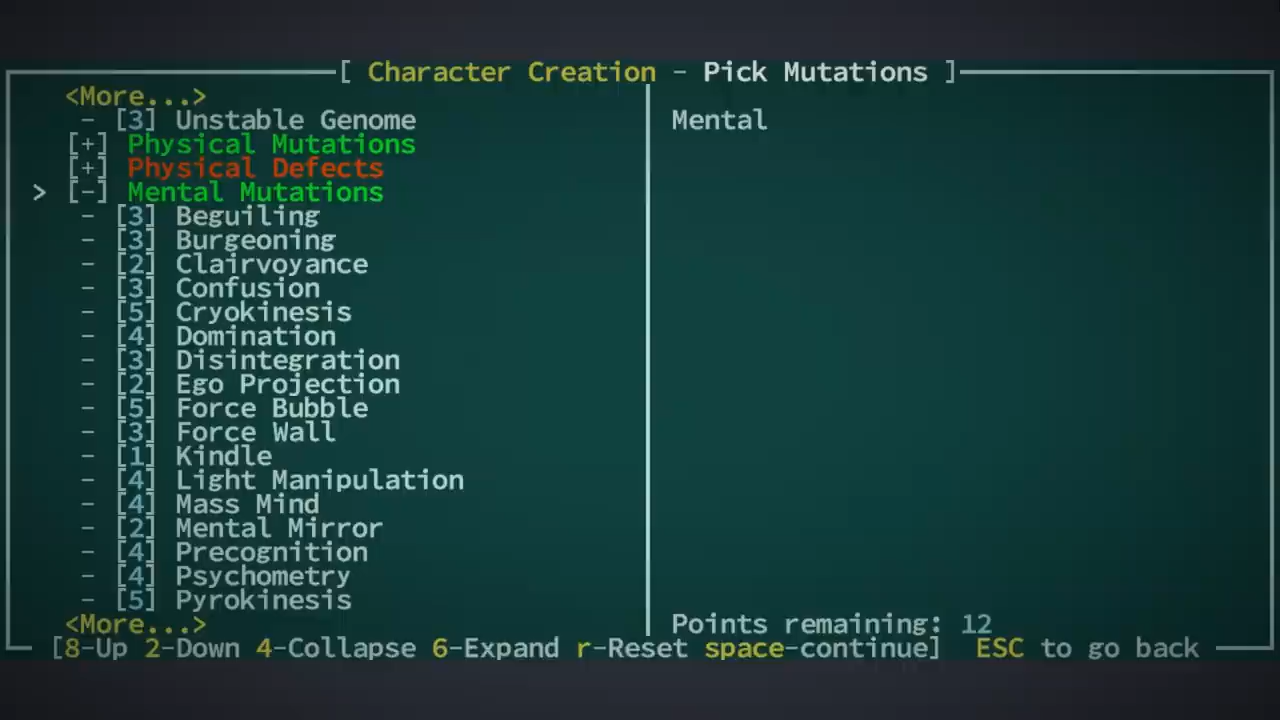 [ Character Creation - Pick Mutations ]
<More...>
- [3] Unstable Genome
[+] Physical Mutations
[+] Physical Defects
> [-] Mental Mutations
- [3] Beguiling
- [3] Burgeoning
- [2] Clairvoyance
- [3] Confusion
- [5] Cryokinesis
- [4] Domination
- [3] Disintegration
- [2] Ego Projection
- [5] Force Bubble
- [3] Force Wall
- [1] Kindle
- [4] Light Manipulation
- [4] Mass Mind
- [2] Mental Mirror
- [4] Precognition
- [4] Psychometry
- [5] Pyrokinesis
<More...>
Mental
Points remaining: 12
[8-Up 2-Down 4-Collapse 6-Expand r-Reset space-continue] ESC to go back